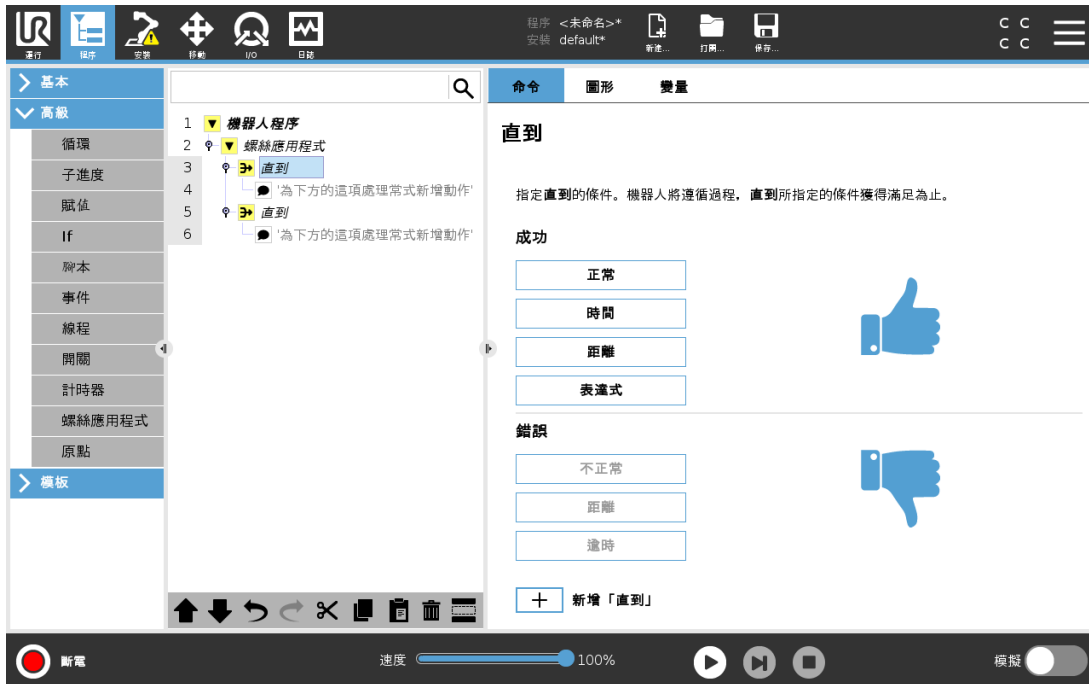 運行
程序
安裝
移動
I/O
日誌
程序 <未命名>*
安裝 default*
新建...
打開...
保存...
C C
C C
基本
高級
循環
子進度
賦值
If
腳本
事件
線程
開關
計時器
螺絲應用程式
原點
模板
1 機器人程序
2 螺絲應用程式
3 直到
4 '為下方的這項處理常式新增動作'
5 直到
6 '為下方的這項處理常式新增動作'
命令 圖形 變量
直到
指定直到的條件。機器人將遵循過程，直到所指定的條件獲得滿足為止。
成功
正常
時間
距離
表達式
錯誤
不正常
距離
逾時
新增「直到」
斷電
速度 100%
模擬